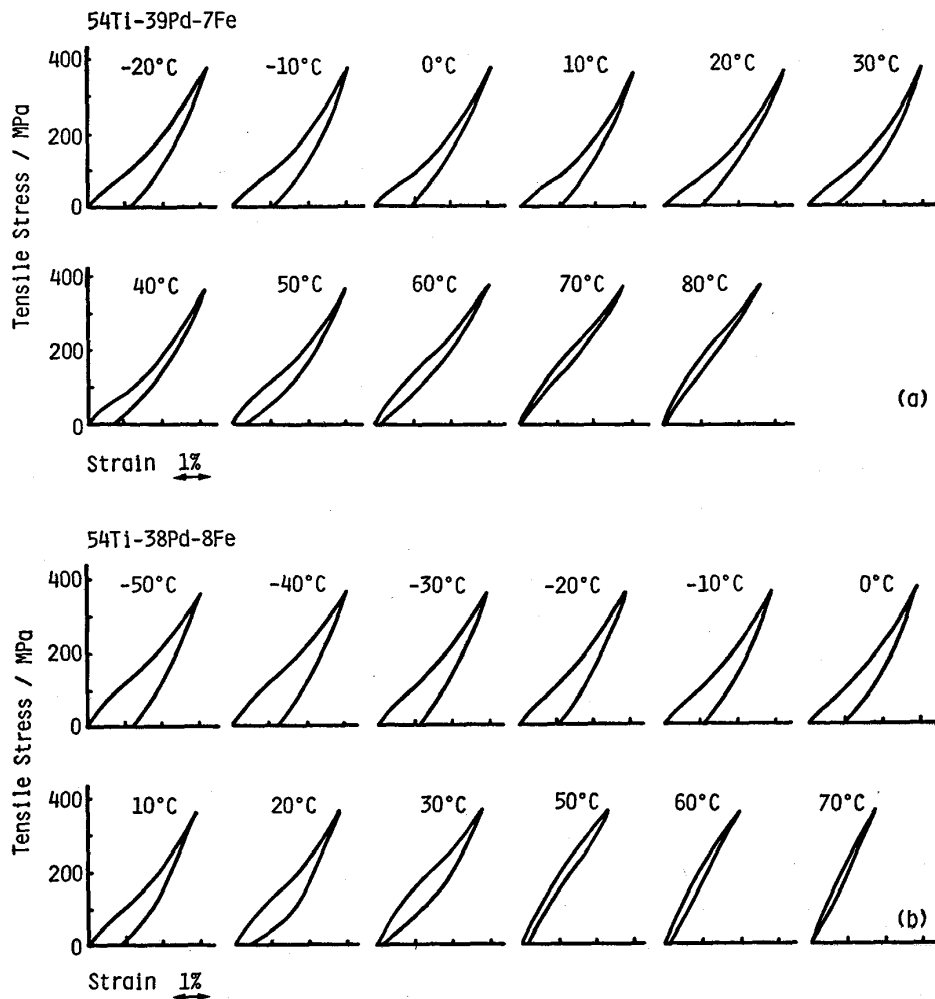 54Ti-39Pd-7Fe
400
200
0
Tensile Stress / MPa
-20°C -10°C 0°C 10°C 20°C 30°C
400
200
0
40°C 50°C 60°C 70°C 80°C
(a)
Strain 1%
54Ti-38Pd-8Fe
400
200
0
Tensile Stress / MPa
-50°C -40°C -30°C -20°C -10°C 0°C
400
200
0
10°C 20°C 30°C 50°C 60°C 70°C
(b)
Strain 1%